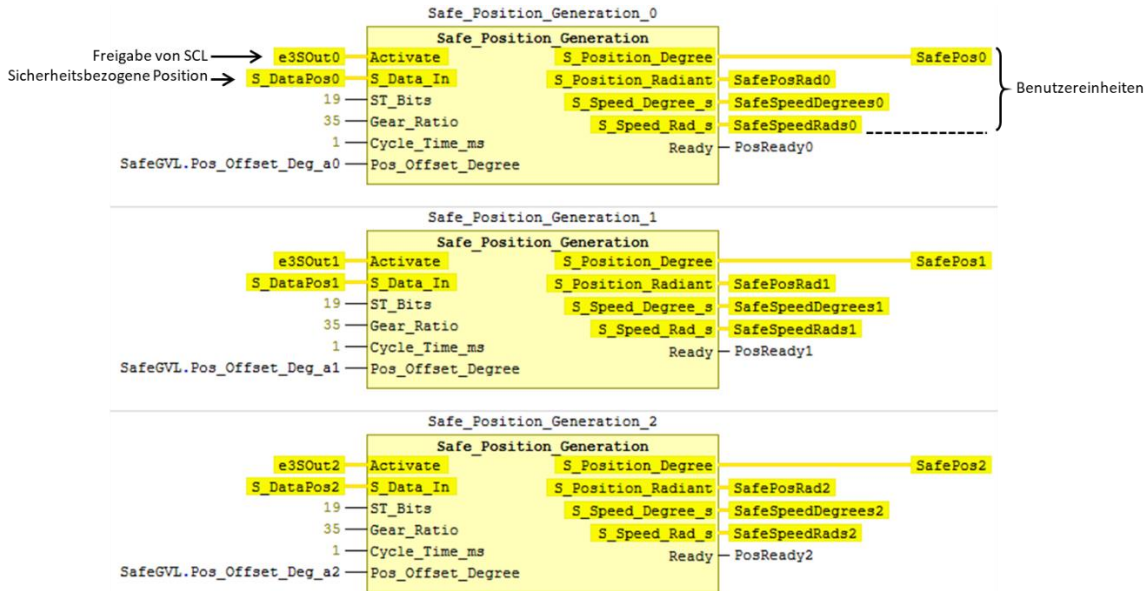 Safe_Position_Generation_0
Safe_Position_Generation
Freigabe von SCL e3SOut0 Activate S_Position_Degree SafePos0
Sicherheitsbezogene Position S_DataPos0 S_Data_In S_Position_Radiant SafePosRad0 Benutzereinheiten
19 ST_Bits S_Speed_Degree_s SafeSpeedDegrees0
35 Gear_Ratio S_Speed_Rad_s SafeSpeedRads0
1 Cycle_Time_ms Ready PosReady0
SafeGVL.Pos_Offset_Deg_a0 Pos_Offset_Degree
Safe_Position_Generation_1
Safe_Position_Generation
e3SOut1 Activate S_Position_Degree SafePos1
S_DataPos1 S_Data_In S_Position_Radiant SafePosRad1
19 ST_Bits S_Speed_Degree_s SafeSpeedDegrees1
35 Gear_Ratio S_Speed_Rad_s SafeSpeedRads1
1 Cycle_Time_ms Ready PosReady1
SafeGVL.Pos_Offset_Deg_a1 Pos_Offset_Degree
Safe_Position_Generation_2
Safe_Position_Generation
e3SOut2 Activate S_Position_Degree SafePos2
S_DataPos2 S_Data_In S_Position_Radiant SafePosRad2
19 ST_Bits S_Speed_Degree_s SafeSpeedDegrees2
35 Gear_Ratio S_Speed_Rad_s SafeSpeedRads2
1 Cycle_Time_ms Ready PosReady2
SafeGVL.Pos_Offset_Deg_a2 Pos_Offset_Degree